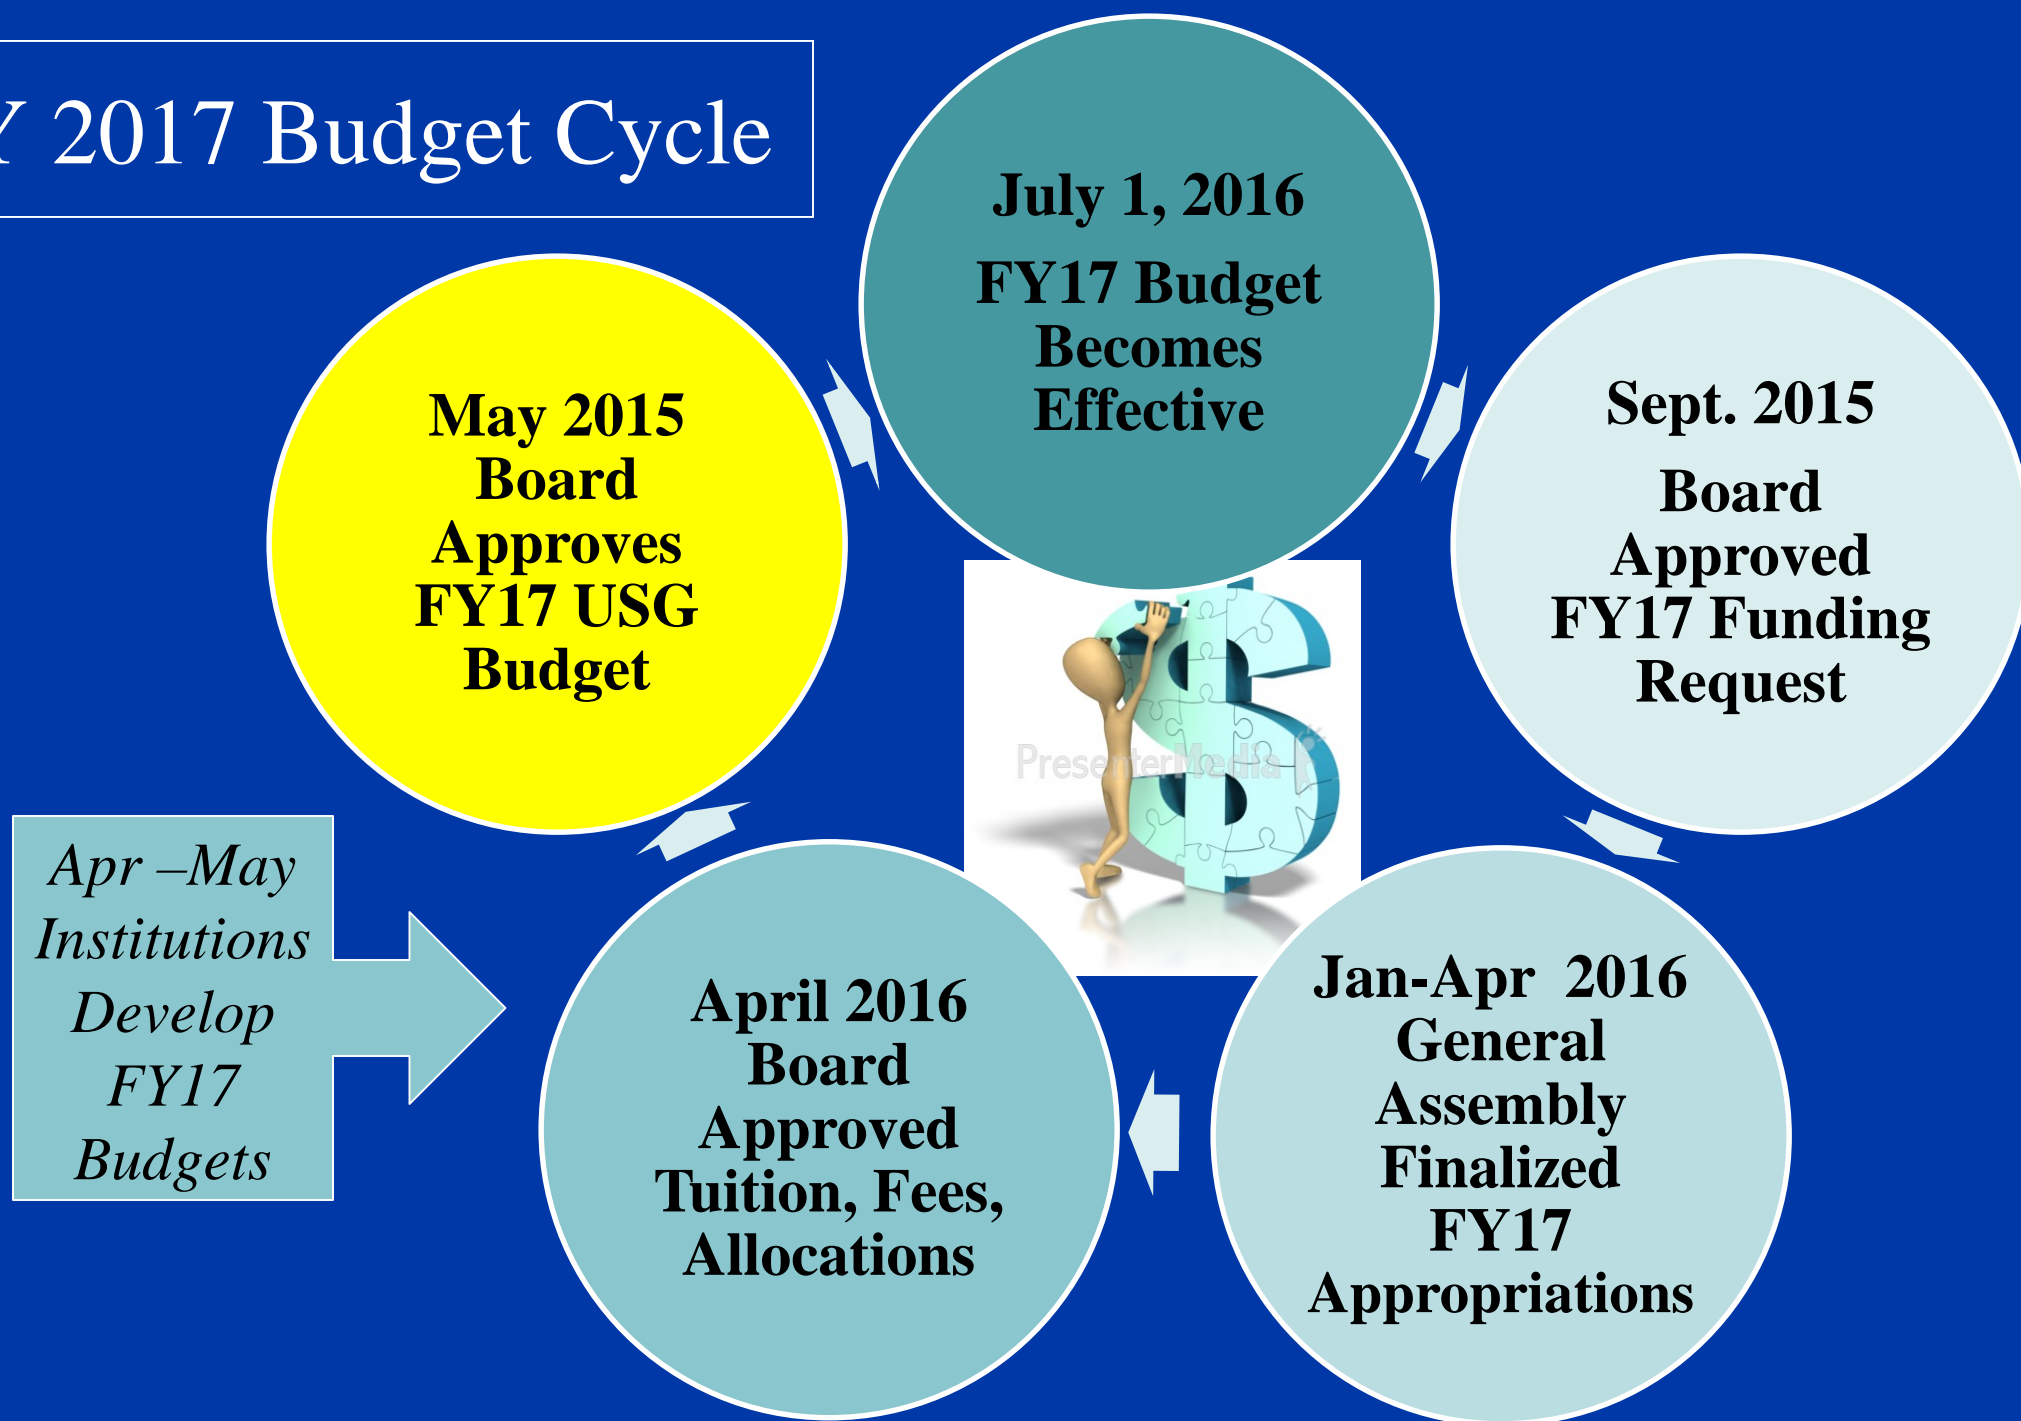 Y 2017 Budget Cycle
July 1, 2016
FY17 Budget
Becomes
Effective
Sept. 2015
Board
Approved
FY17 Funding
Request
Jan-Apr 2016
General
Assembly
Finalized
FY17
Appropriations
April 2016
Board
Approved
Tuition, Fees,
Allocations
May 2015
Board
Approves
FY17 USG
Budget
Apr –May
Institutions
Develop
FY17
Budgets
PresenterMedia